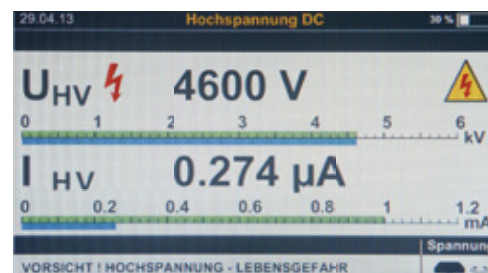 29.04.13 Hochspannung DC 30 %
UHV 4600 V
0 1 2 3 4 5 6
kV
I HV 0.274 µA
0 0.2 0.4 0.6 0.8 1 1.2
mA
Spannung
VORSICHT ! HOCHSPANNUNG - LEBENSGEFAHR